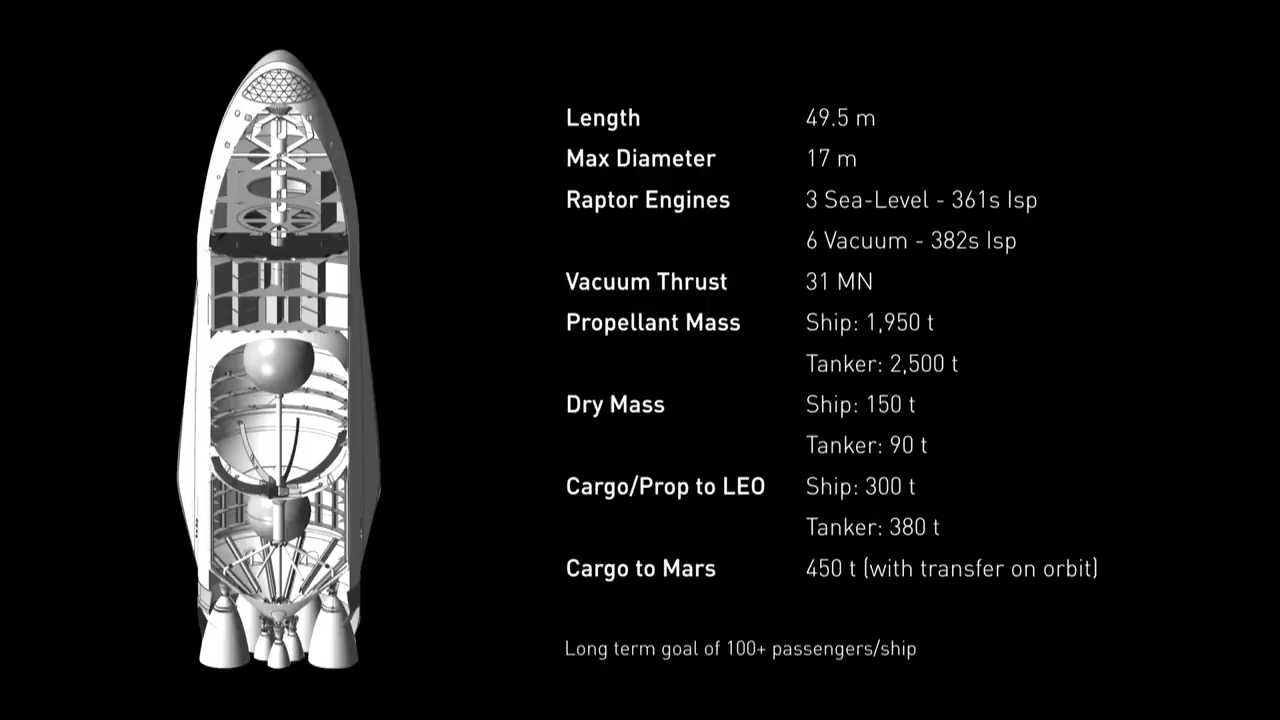 Length 49.5 m
Max Diameter 17 m
Raptor Engines 3 Sea-Level - 361s Isp
6 Vacuum - 382s Isp
Vacuum Thrust 31 MN
Propellant Mass Ship: 1,950 t
Tanker: 2,500 t
Dry Mass Ship: 150 t
Tanker: 90 t
Cargo/Prop to LEO Ship: 300 t
Tanker: 380 t
Cargo to Mars 450 t (with transfer on orbit)
Long term goal of 100+ passengers/ship